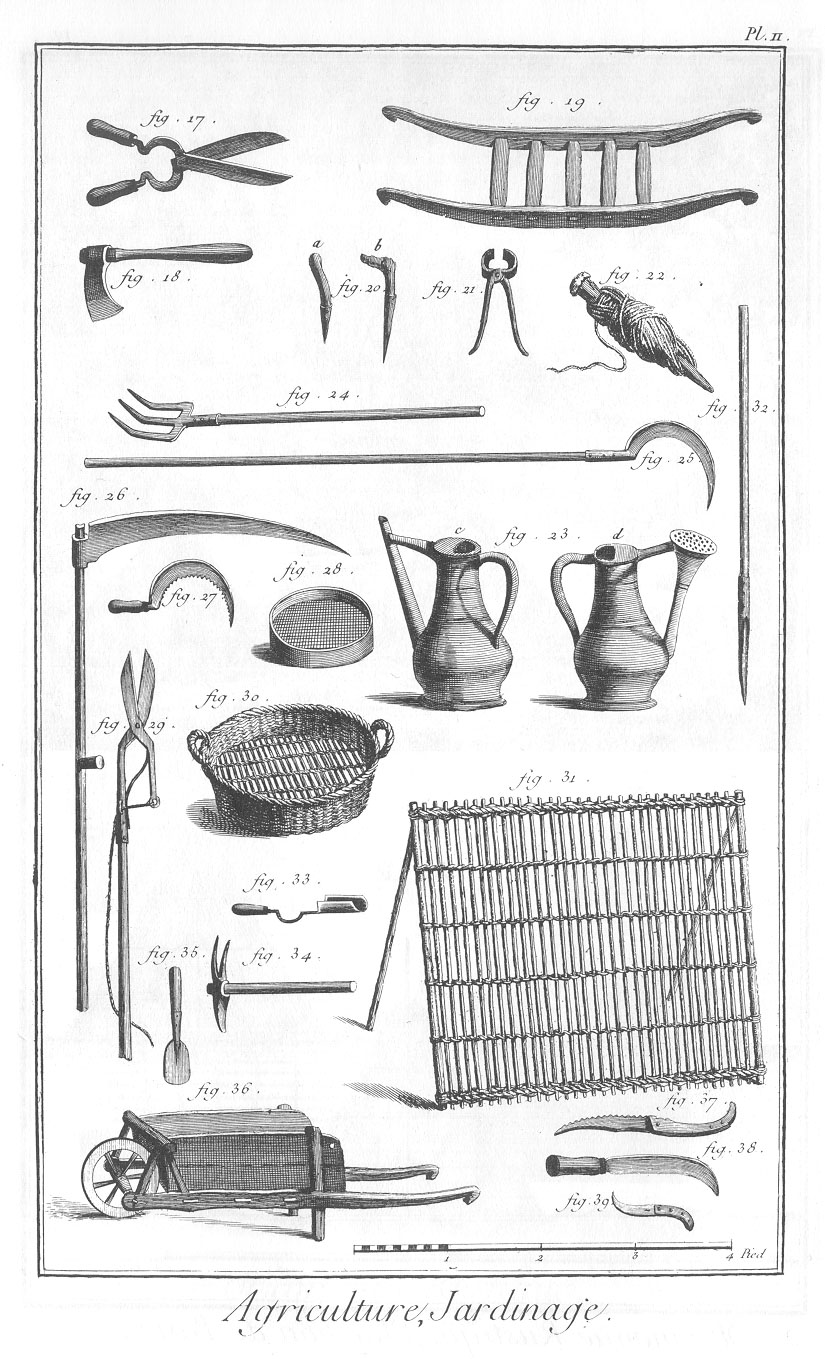 Pl. II.
fig. 17.
fig. 19.
fig. 18.
a
b
fig. 20.
fig. 21.
fig. 22.
fig. 24.
fig. 32.
fig. 25.
fig. 26.
c
fig. 23.
d
fig. 28.
fig. 27.
fig. 30.
fig. 29.
fig. 31.
fig. 33.
fig. 35.
fig. 34.
fig. 36.
fig. 37.
fig. 38.
fig. 39.
1 2 3 4 Pied
Agriculture, Jardinage.